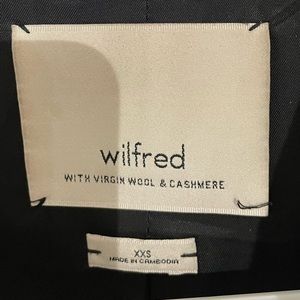 wilfred
WITH VIRGIN WOOL & CASHMERE
XXS
MADE IN CAMBODIA